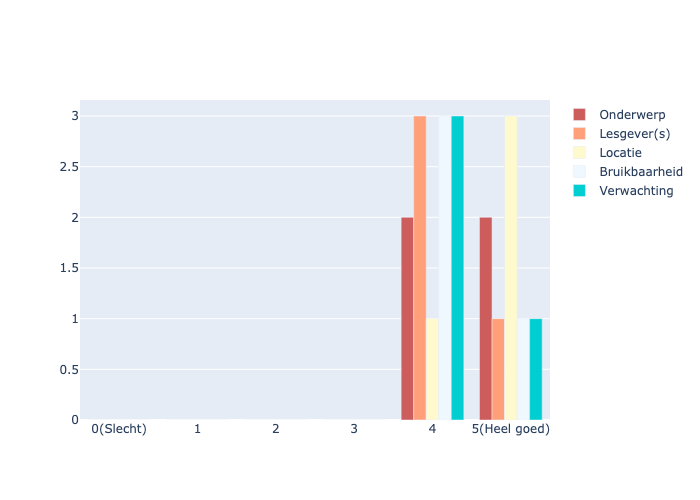 3
2.5
2
1.5
1
0.5
0
0(Slecht)
1
2
3
4
5(Heel goed)
Onderwerp
Lesgever(s)
Locatie
Bruikbaarheid
Verwachting